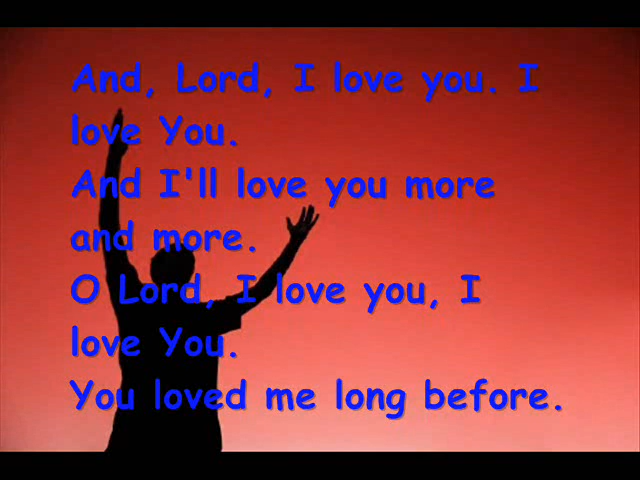 And, Lord, I love you. I
love You.
And I'll love you more
and more.
O Lord, I love you, I
love You.
You loved me long before.